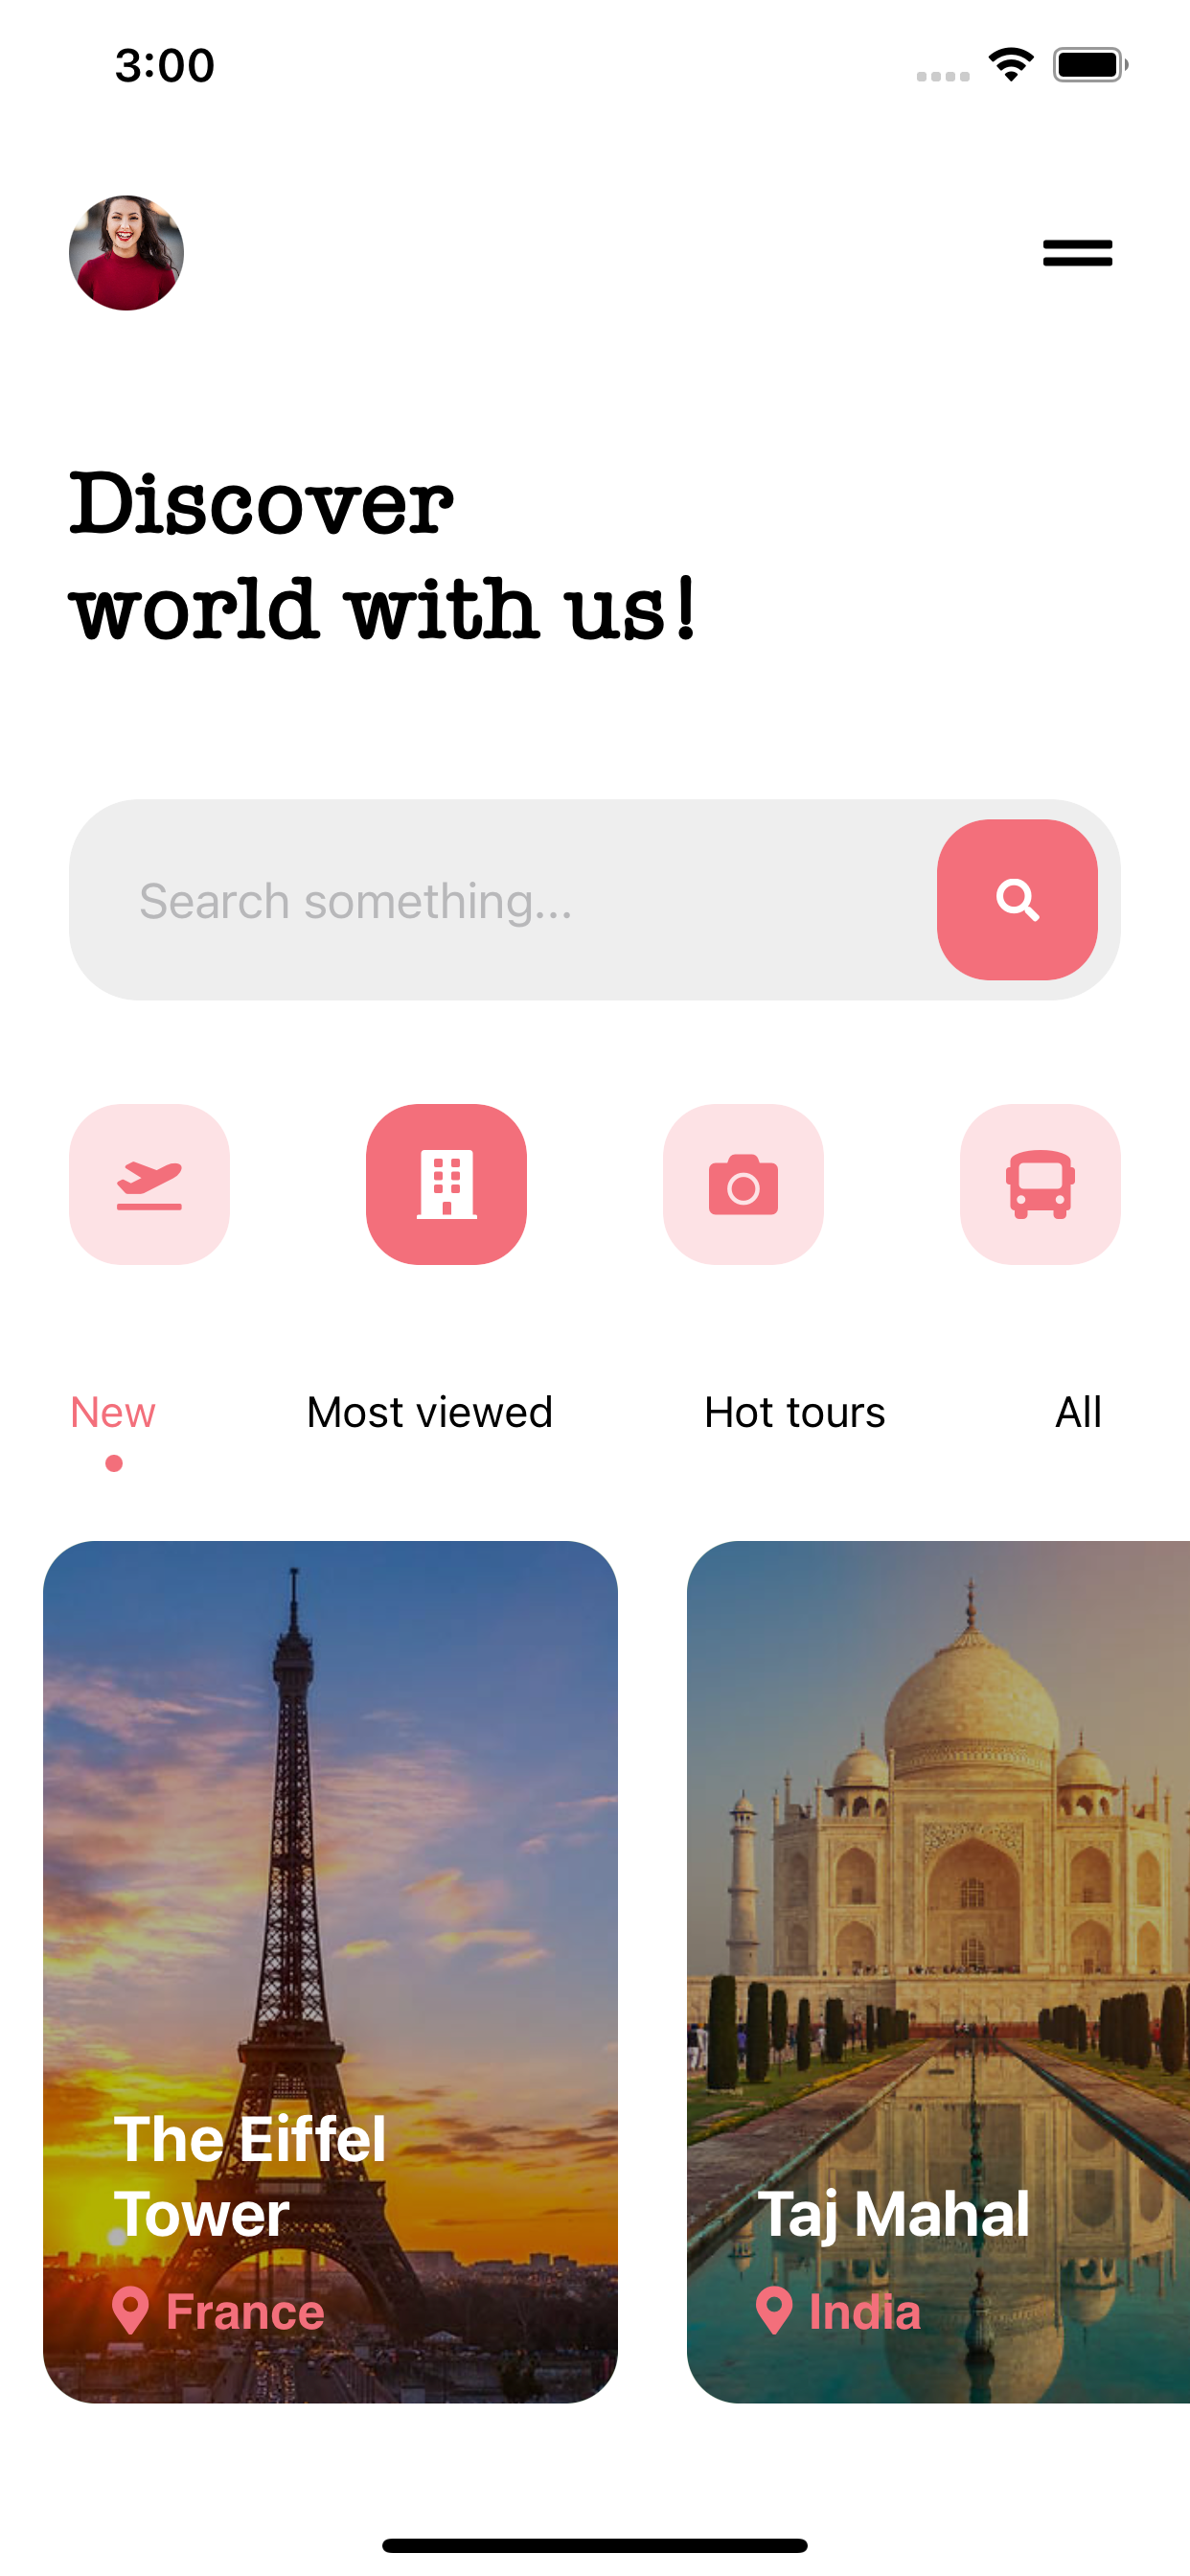 3:00
Discover
world with us!
Search something...
New
Most viewed
Hot tours
All
The Eiffel
Tower
France
Taj Mahal
India